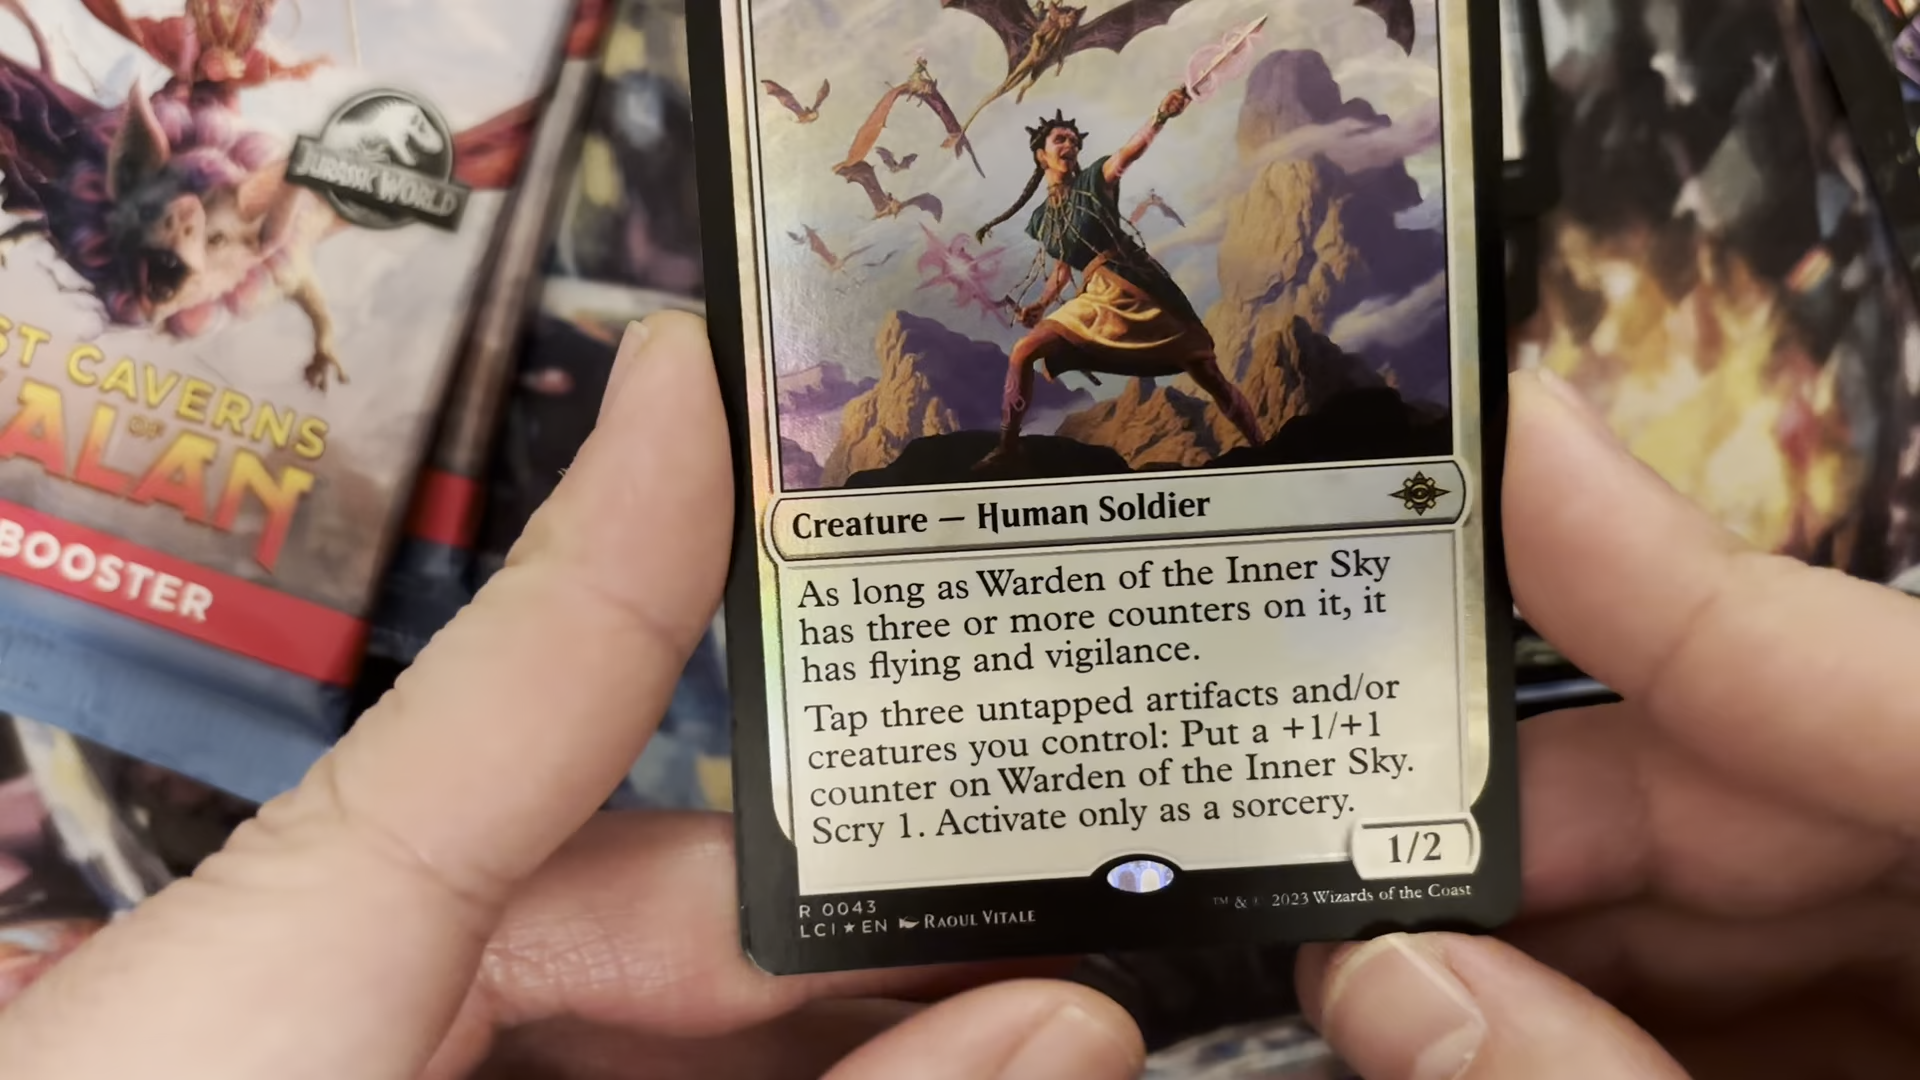 JURASSIC WORLD
ST CAVERNS
OF
ALAN
BOOSTER
Creature — Human Soldier
As long as Warden of the Inner Sky
has three or more counters on it, it
has flying and vigilance.
Tap three untapped artifacts and/or
creatures you control: Put a +1/+1
counter on Warden of the Inner Sky.
Scry 1. Activate only as a sorcery.
1/2
R 0043
LCI★EN RAOUL VITALE
™ & © 2023 Wizards of the Coast